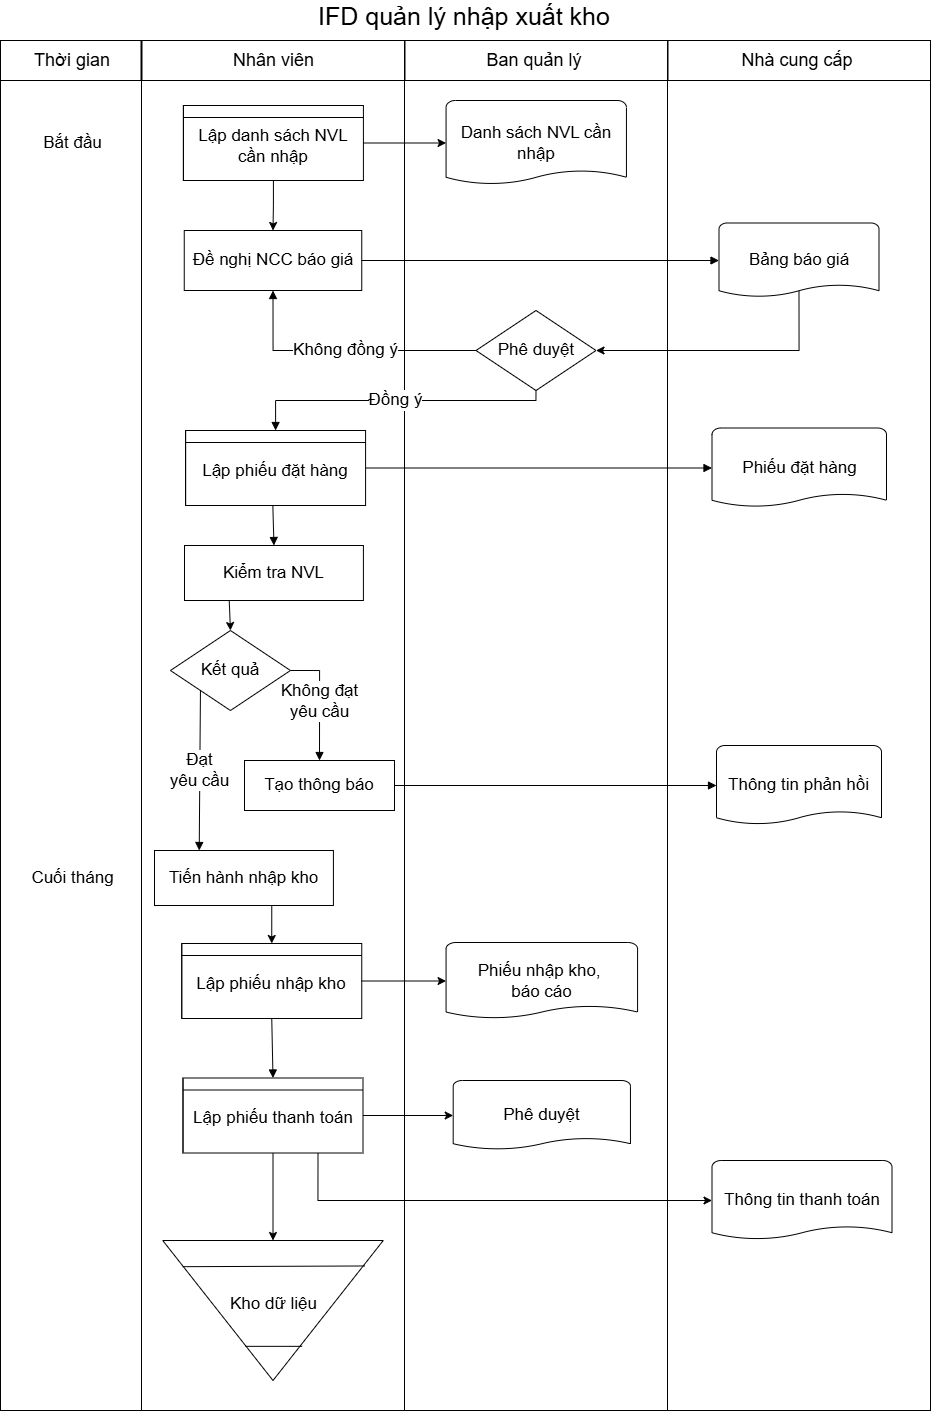 IFD quản lý nhập xuất kho
Thời gian
Nhân viên
Ban quản lý
Nhà cung cấp
Bắt đầu
Lập danh sách NVL
cần nhập
Danh sách NVL cần
nhập
Đề nghị NCC báo giá
Bảng báo giá
Không đồng ý
Phê duyệt
Đồng ý
Lập phiếu đặt hàng
Phiếu đặt hàng
Kiểm tra NVL
Kết quả
Không đạt
yêu cầu
Đạt
yêu cầu
Tạo thông báo
Thông tin phản hồi
Cuối tháng
Tiến hành nhập kho
Lập phiếu nhập kho
Phiếu nhập kho,
báo cáo
Lập phiếu thanh toán
Phê duyệt
Thông tin thanh toán
Kho dữ liệu